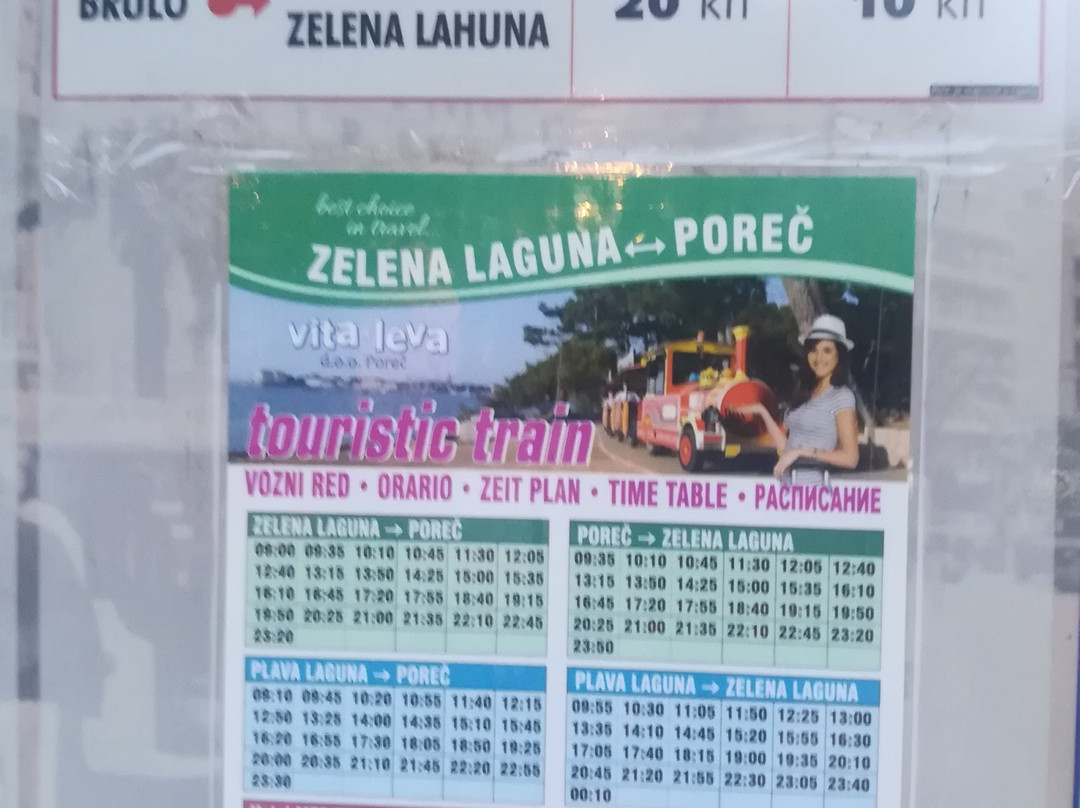 BRULO
ZELENA LAHUNA
20 kn
10 kn
best choice
in travel...
ZELENA LAGUNA ↔ POREČ
vita leva
d.o.o. Poreč
touristic train
VOZNI RED • ORARIO • ZEIT PLAN • TIME TABLE • РАСПИСАНИЕ
ZELENA LAGUNA → POREČ
09:00 09:35 10:10 10:45 11:30 12:05
12:40 13:15 13:50 14:25 15:00 15:35
16:10 16:45 17:20 17:55 18:40 19:15
19:50 20:25 21:00 21:35 22:10 22:45
23:20
POREČ → ZELENA LAGUNA
09:35 10:10 10:45 11:30 12:05 12:40
13:15 13:50 14:25 15:00 15:35 16:10
16:45 17:20 17:55 18:40 19:15 19:50
20:25 21:00 21:35 22:10 22:45 23:20
23:50
PLAVA LAGUNA → POREČ
09:10 09:45 10:20 10:55 11:40 12:15
12:50 13:25 14:00 14:35 15:10 15:45
16:20 16:55 17:30 18:05 18:50 19:25
20:00 20:35 21:10 21:45 22:20 22:55
23:30
PLAVA LAGUNA → ZELENA LAGUNA
09:55 10:30 11:05 11:50 12:25 13:00
13:35 14:10 14:45 15:20 15:55 16:30
17:05 17:40 18:15 19:00 19:35 20:10
20:45 21:20 21:55 22:30 23:05 23:40
00:10